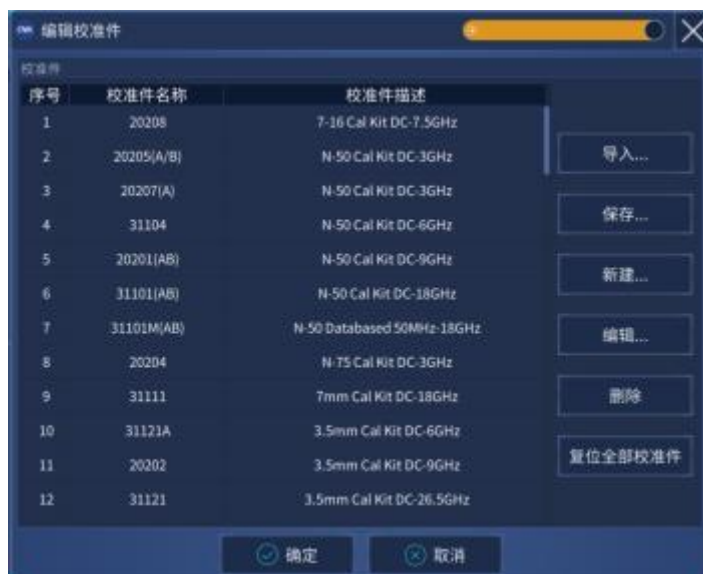 编辑校准件
校准件
序号 校准件名称 校准件描述
1 20208 7-16 Cal Kit DC-7.5GHz
2 20205(A/B) N-50 Cal Kit DC-3GHz
3 20207(A) N-50 Cal Kit DC-3GHz
4 31104 N-50 Cal Kit DC-6GHz
5 20201(AB) N-50 Cal Kit DC-9GHz
6 31101(AB) N-50 Cal Kit DC-18GHz
7 31101M(AB) N-50 Databased 50MHz-18GHz
8 20204 N-75 Cal Kit DC-3GHz
9 31111 7mm Cal Kit DC-18GHz
10 31121A 3.5mm Cal Kit DC-6GHz
11 20202 3.5mm Cal Kit DC-9GHz
12 31121 3.5mm Cal Kit DC-26.5GHz
导入...
保存...
新建...
编辑...
删除
复位全部校准件
确定 取消